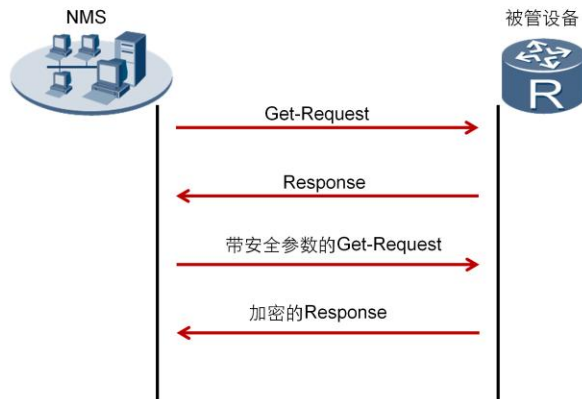 NMS
被管设备
R
Get-Request
Response
带安全参数的Get-Request
加密的Response